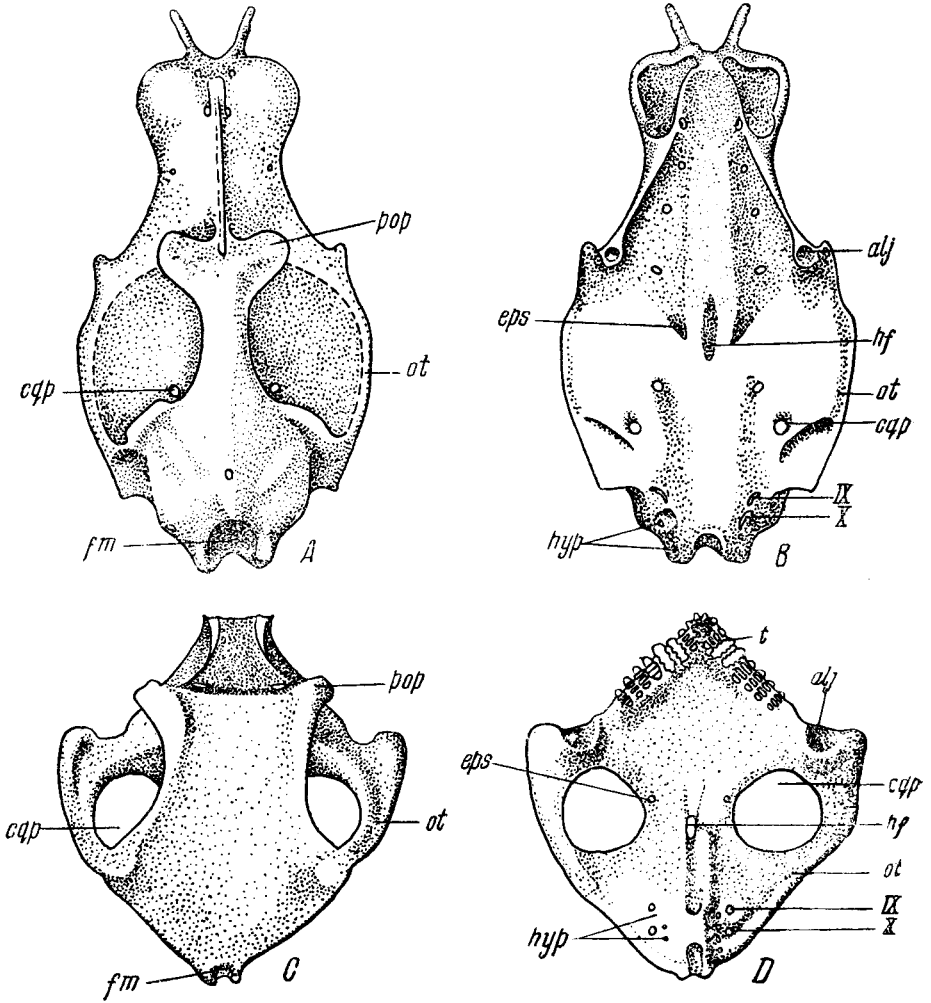 pop
cqp
ot
fm
A
alj
eps
hf
ot
cqp
IX
X
hyp
B
pop
cqp
ot
fm
C
t
alj
eps
cqp
hf
ot
IX
X
hyp
D